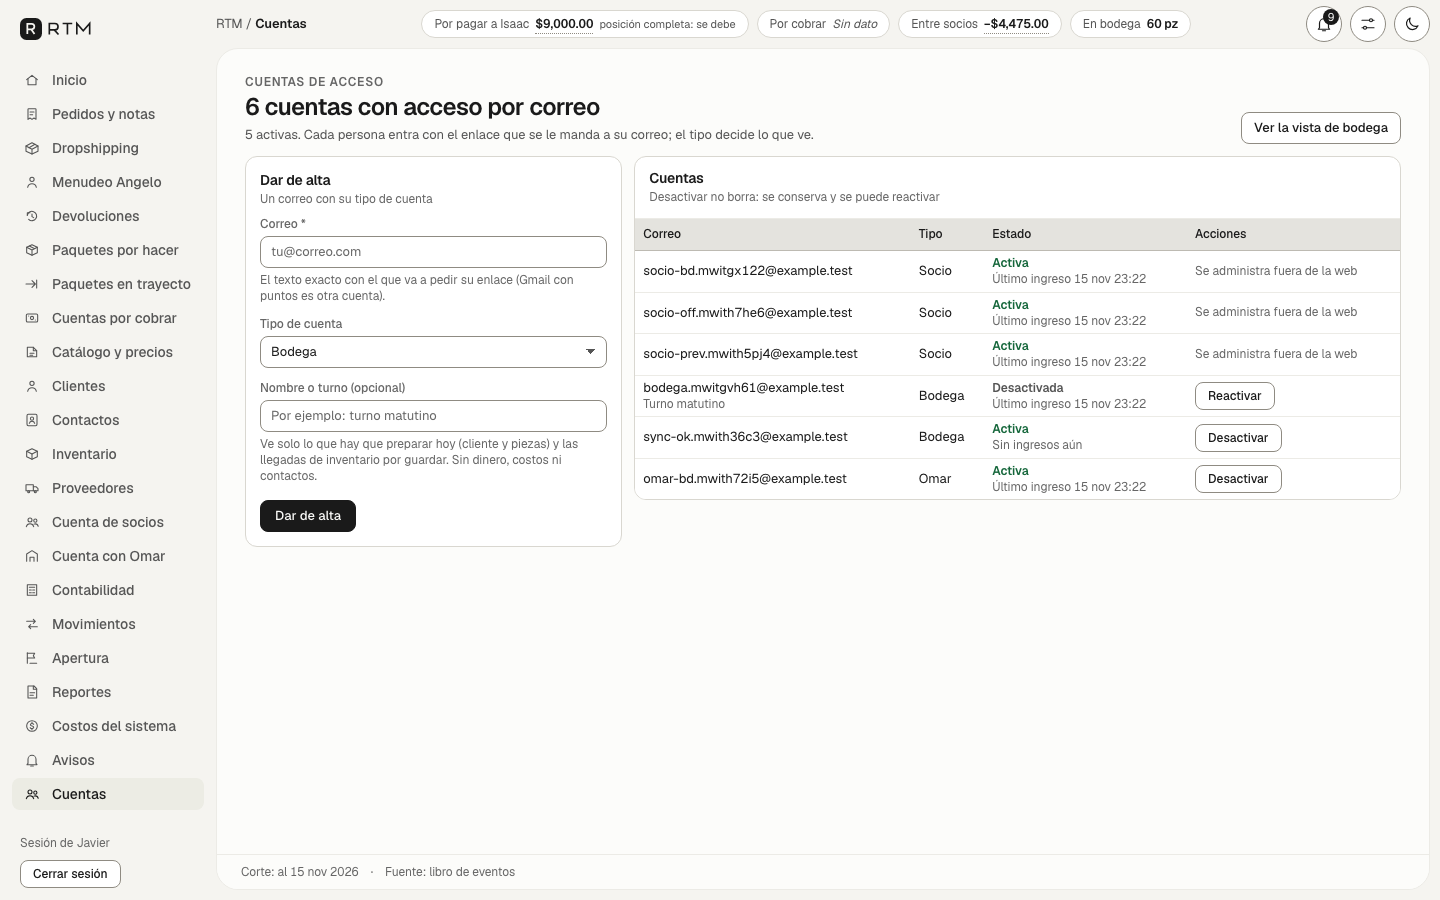 R RTM
RTM / Cuentas
Por pagar a Isaac $9,000.00 posición completa: se debe
Por cobrar Sin dato
Entre socios −$4,475.00
En bodega 60 pz
9
Inicio
Pedidos y notas
Dropshipping
Menudeo Angelo
Devoluciones
Paquetes por hacer
Paquetes en trayecto
Cuentas por cobrar
Catálogo y precios
Clientes
Contactos
Inventario
Proveedores
Cuenta de socios
Cuenta con Omar
Contabilidad
Movimientos
Apertura
Reportes
Costos del sistema
Avisos
Cuentas
Sesión de Javier
Cerrar sesión
CUENTAS DE ACCESO
6 cuentas con acceso por correo
5 activas. Cada persona entra con el enlace que se le manda a su correo; el tipo decide lo que ve.
Ver la vista de bodega
Dar de alta
Un correo con su tipo de cuenta
Correo *
tu@correo.com
El texto exacto con el que va a pedir su enlace (Gmail con
puntos es otra cuenta).
Tipo de cuenta
Bodega
Nombre o turno (opcional)
Por ejemplo: turno matutino
Ve solo lo que hay que preparar hoy (cliente y piezas) y las
llegadas de inventario por guardar. Sin dinero, costos ni
contactos.
Dar de alta
Cuentas
Desactivar no borra: se conserva y se puede reactivar
Correo Tipo Estado Acciones
socio-bd.mwitgx122@example.test Socio Activa Se administra fuera de la web
Último ingreso 15 nov 23:22
socio-off.mwith7he6@example.test Socio Activa Se administra fuera de la web
Último ingreso 15 nov 23:22
socio-prev.mwith5pj4@example.test Socio Activa Se administra fuera de la web
Último ingreso 15 nov 23:22
bodega.mwitgvh61@example.test Bodega Desactivada Reactivar
Turno matutino Último ingreso 15 nov 23:22
sync-ok.mwith36c3@example.test Bodega Activa Desactivar
Sin ingresos aún
omar-bd.mwith72i5@example.test Omar Activa Desactivar
Último ingreso 15 nov 23:22
Corte: al 15 nov 2026 · Fuente: libro de eventos